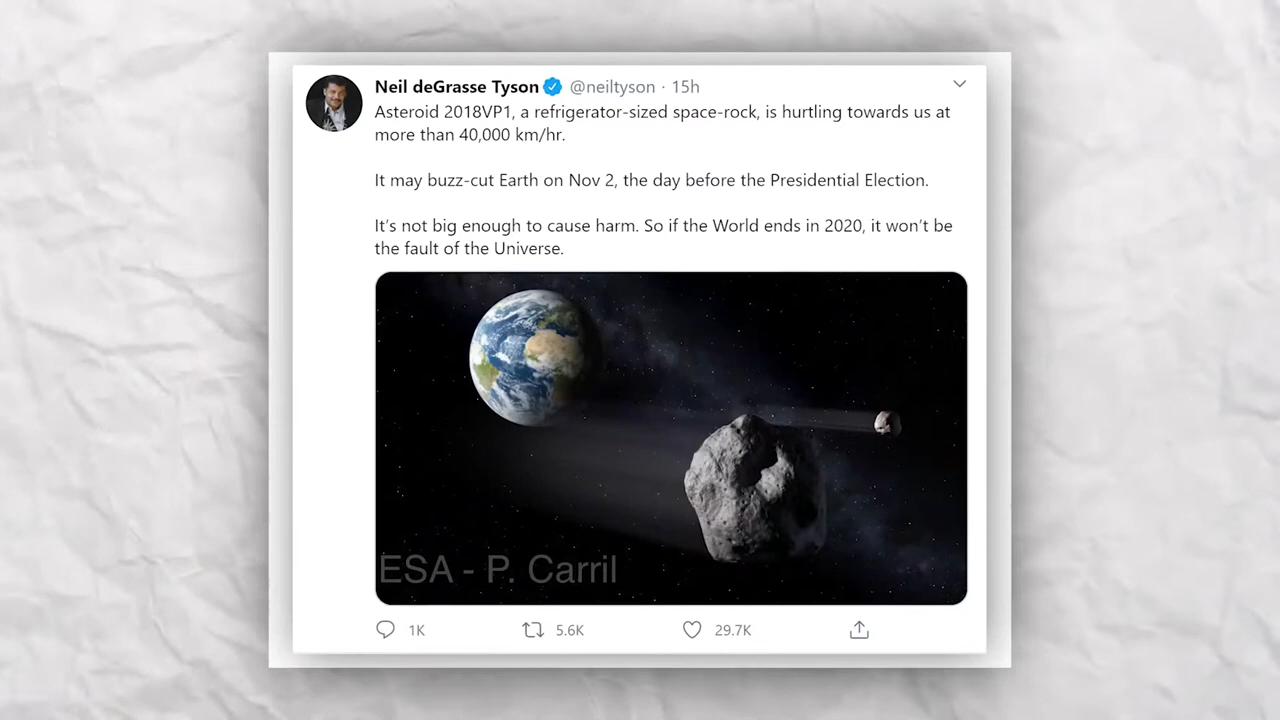 Neil deGrasse Tyson @neiltyson · 15h
Asteroid 2018VP1, a refrigerator-sized space-rock, is hurtling towards us at
more than 40,000 km/hr.
It may buzz-cut Earth on Nov 2, the day before the Presidential Election.
It’s not big enough to cause harm. So if the World ends in 2020, it won’t be
the fault of the Universe.
ESA - P. Carril
1K 5.6K 29.7K